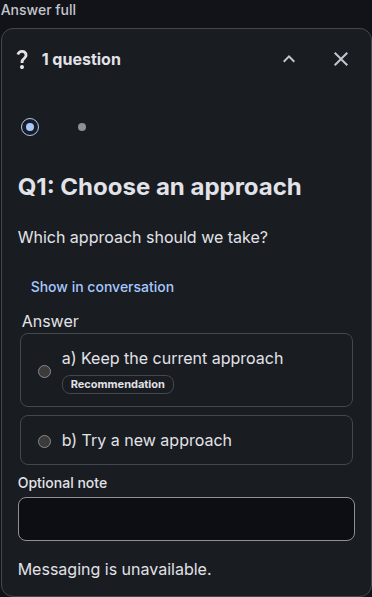 Answer full
? 1 question
Q1: Choose an approach
Which approach should we take?
Show in conversation
Answer
a) Keep the current approach
Recommendation
b) Try a new approach
Optional note
Messaging is unavailable.